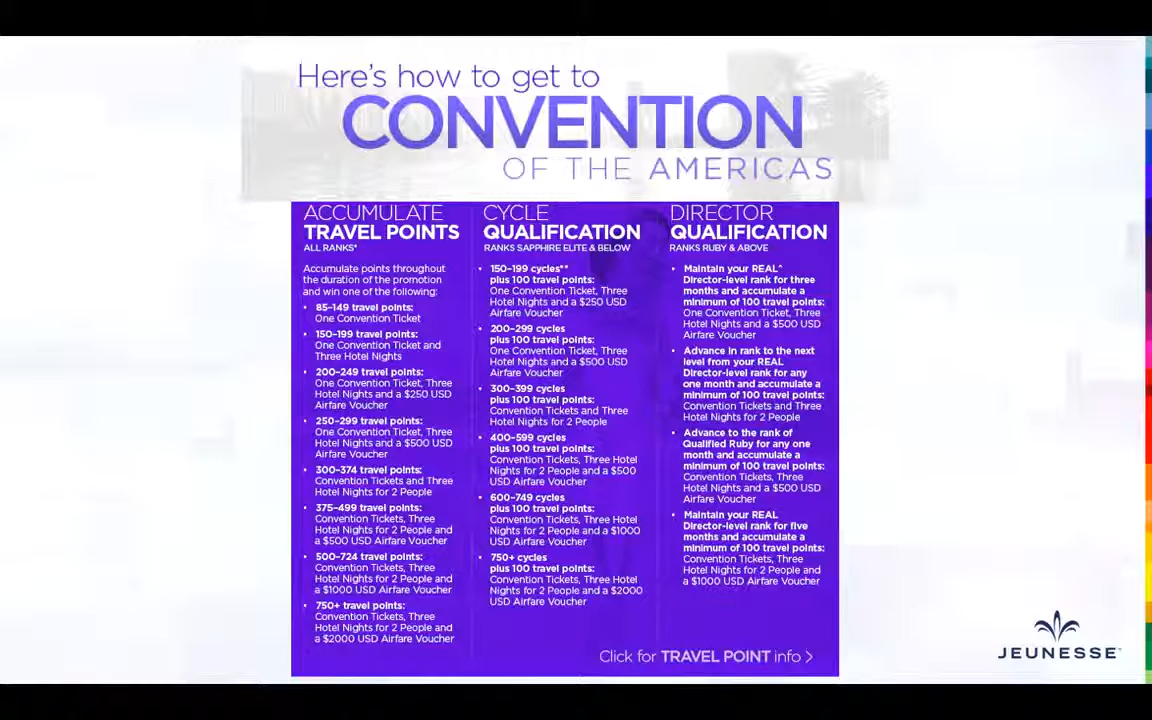 Here's how to get to
CONVENTION
OF THE AMERICAS
ACCUMULATE
TRAVEL POINTS
ALL RANKS*
Accumulate points throughout
the duration of the promotion
and win one of the following:
• 85–149 travel points:
One Convention Ticket
• 150–199 travel points:
One Convention Ticket and
Three Hotel Nights
• 200–249 travel points:
One Convention Ticket, Three
Hotel Nights and a $250 USD
Airfare Voucher
• 250–299 travel points:
One Convention Ticket, Three
Hotel Nights and a $500 USD
Airfare Voucher
• 300–374 travel points:
Convention Tickets and Three
Hotel Nights for 2 People
• 375–499 travel points:
Convention Tickets, Three
Hotel Nights for 2 People and
a $500 USD Airfare Voucher
• 500–724 travel points:
Convention Tickets, Three
Hotel Nights for 2 People and
a $1000 USD Airfare Voucher
• 750+ travel points:
Convention Tickets, Three
Hotel Nights for 2 People and
a $2000 USD Airfare Voucher
CYCLE
QUALIFICATION
RANKS SAPPHIRE ELITE & BELOW
• 150–199 cycles**
plus 100 travel points:
One Convention Ticket, Three
Hotel Nights and a $250 USD
Airfare Voucher
• 200–299 cycles
plus 100 travel points:
One Convention Ticket, Three
Hotel Nights and a $500 USD
Airfare Voucher
• 300–399 cycles
plus 100 travel points:
Convention Tickets and Three
Hotel Nights for 2 People
• 400–599 cycles
plus 100 travel points:
Convention Tickets, Three Hotel
Nights for 2 People and a $500
USD Airfare Voucher
• 600–749 cycles
plus 100 travel points:
Convention Tickets, Three Hotel
Nights for 2 People and a $1000
USD Airfare Voucher
• 750+ cycles
plus 100 travel points:
Convention Tickets, Three Hotel
Nights for 2 People and a $2000
USD Airfare Voucher
DIRECTOR
QUALIFICATION
RANKS RUBY & ABOVE
• Maintain your REAL^
Director-level rank for three
months and accumulate a
minimum of 100 travel points:
One Convention Ticket, Three
Hotel Nights and a $500 USD
Airfare Voucher
• Advance in rank to the next
level from your REAL
Director-level rank for any
one month and accumulate a
minimum of 100 travel points:
Convention Tickets and Three
Hotel Nights for 2 People
• Advance to the rank of
Qualified Ruby for any one
month and accumulate a
minimum of 100 travel points:
Convention Tickets, Three
Hotel Nights and a $500 USD
Airfare Voucher
• Maintain your REAL
Director-level rank for five
months and accumulate a
minimum of 100 travel points:
Convention Tickets, Three
Hotel Nights for 2 People and
a $1000 USD Airfare Voucher
Click for TRAVEL POINT info >
JEUNESSE